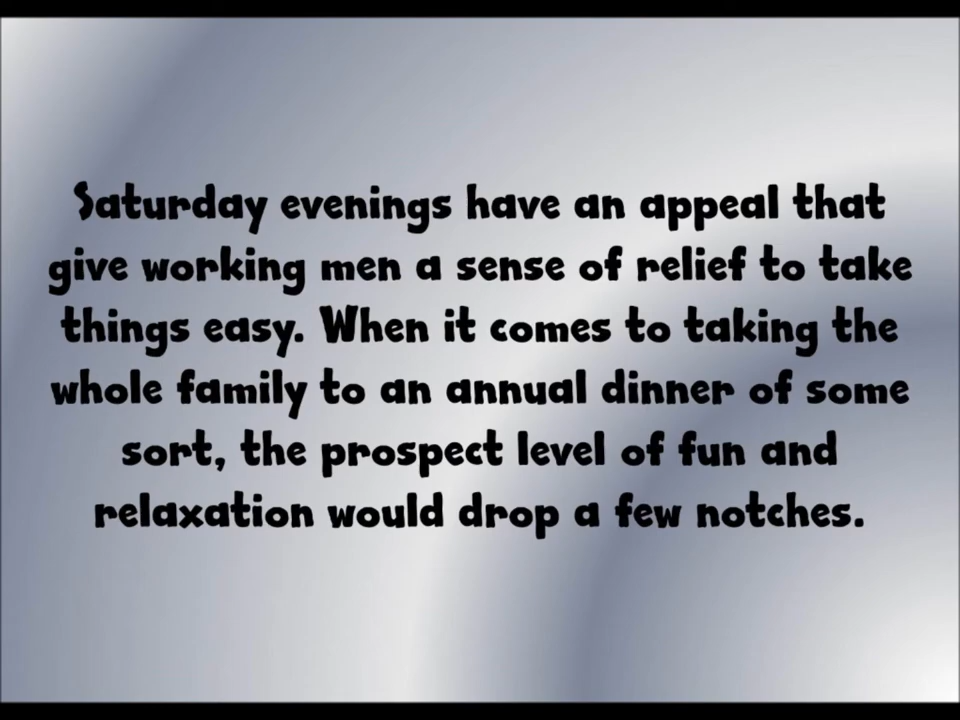 Saturday evenings have an appeal that
give working men a sense of relief to take
things easy. When it comes to taking the
whole family to an annual dinner of some
sort, the prospect level of fun and
relaxation would drop a few notches.